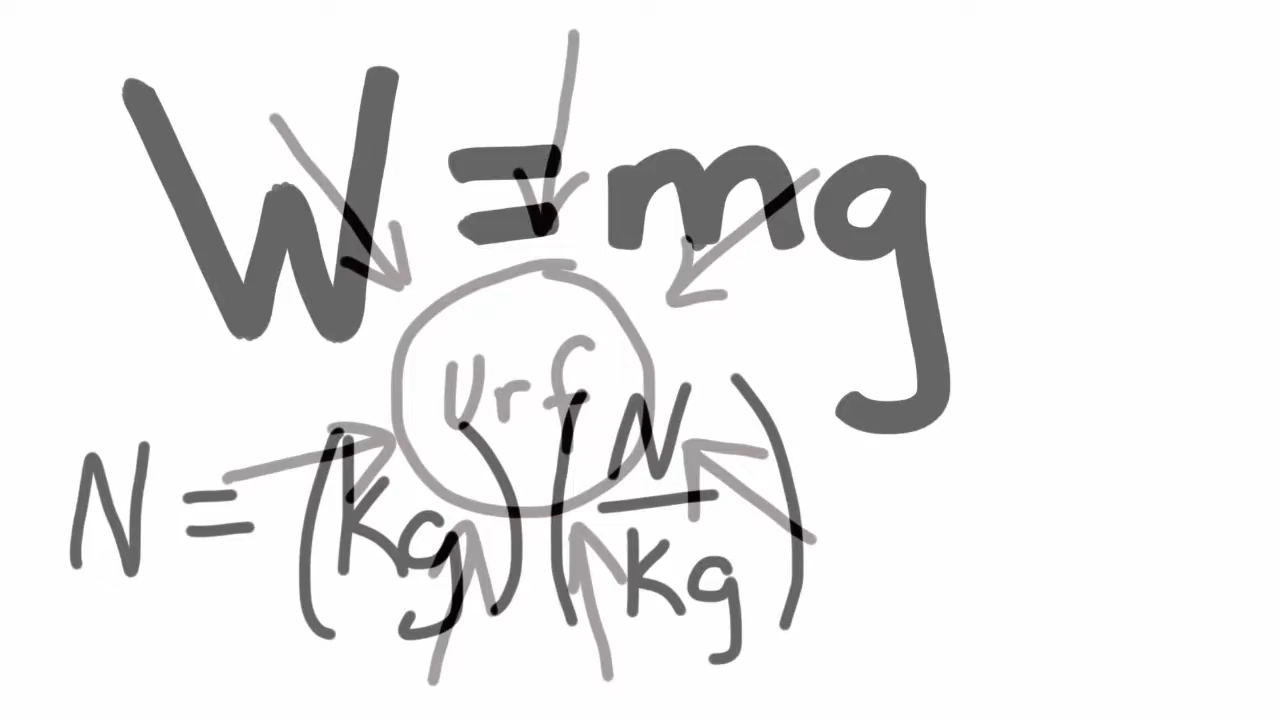 W = mg
Urf
N = (kg) (N/kg)